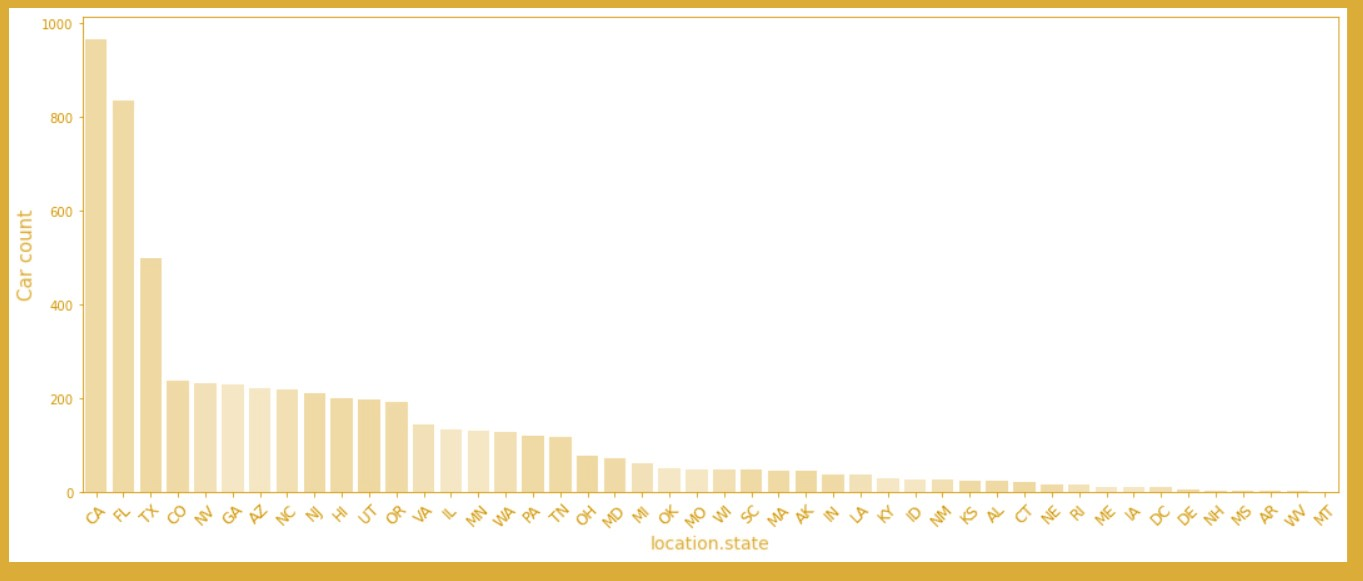 1000
800
600
400
200
0
Car count
CA FL TX CO NV GA AZ NC NJ HI UT OR VA IL MN WA PA TN OH MD MI OK MO WI SC MA AK IN LA KY ID NM KS AL CT NE RI ME IA DC DE NH MS AR WV MT
location.state